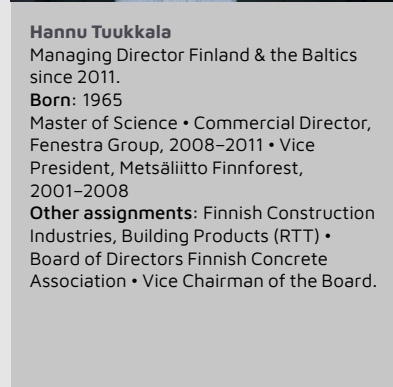 Hannu Tuukkala
Managing Director Finland & the Baltics
since 2011.
Born: 1965
Master of Science • Commercial Director,
Fenestra Group, 2008–2011 • Vice
President, Metsäliitto Finnforest,
2001–2008
Other assignments: Finnish Construction
Industries, Building Products (RTT) •
Board of Directors Finnish Concrete
Association • Vice Chairman of the Board.